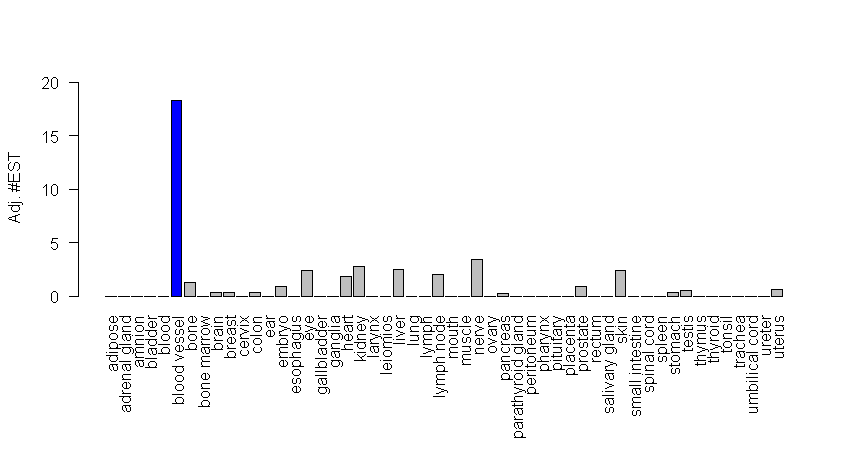 Adj. #EST
20
15
10
5
0
adipose
adrenal gland
amnion
bladder
blood
blood vessel
bone
bone marrow
brain
breast
cervix
colon
ear
embryo
esophagus
eye
gallbladder
ganglia
heart
kidney
larynx
leiomios
liver
lung
lymph
lymph node
mouth
muscle
nerve
ovary
pancreas
parathyroid gland
peritoneum
pharynx
pituitary
placenta
prostate
rectum
salivary gland
skin
small intestine
spinal cord
spleen
stomach
testis
thymus
thyroid
tonsil
trachea
umbilical cord
ureter
uterus